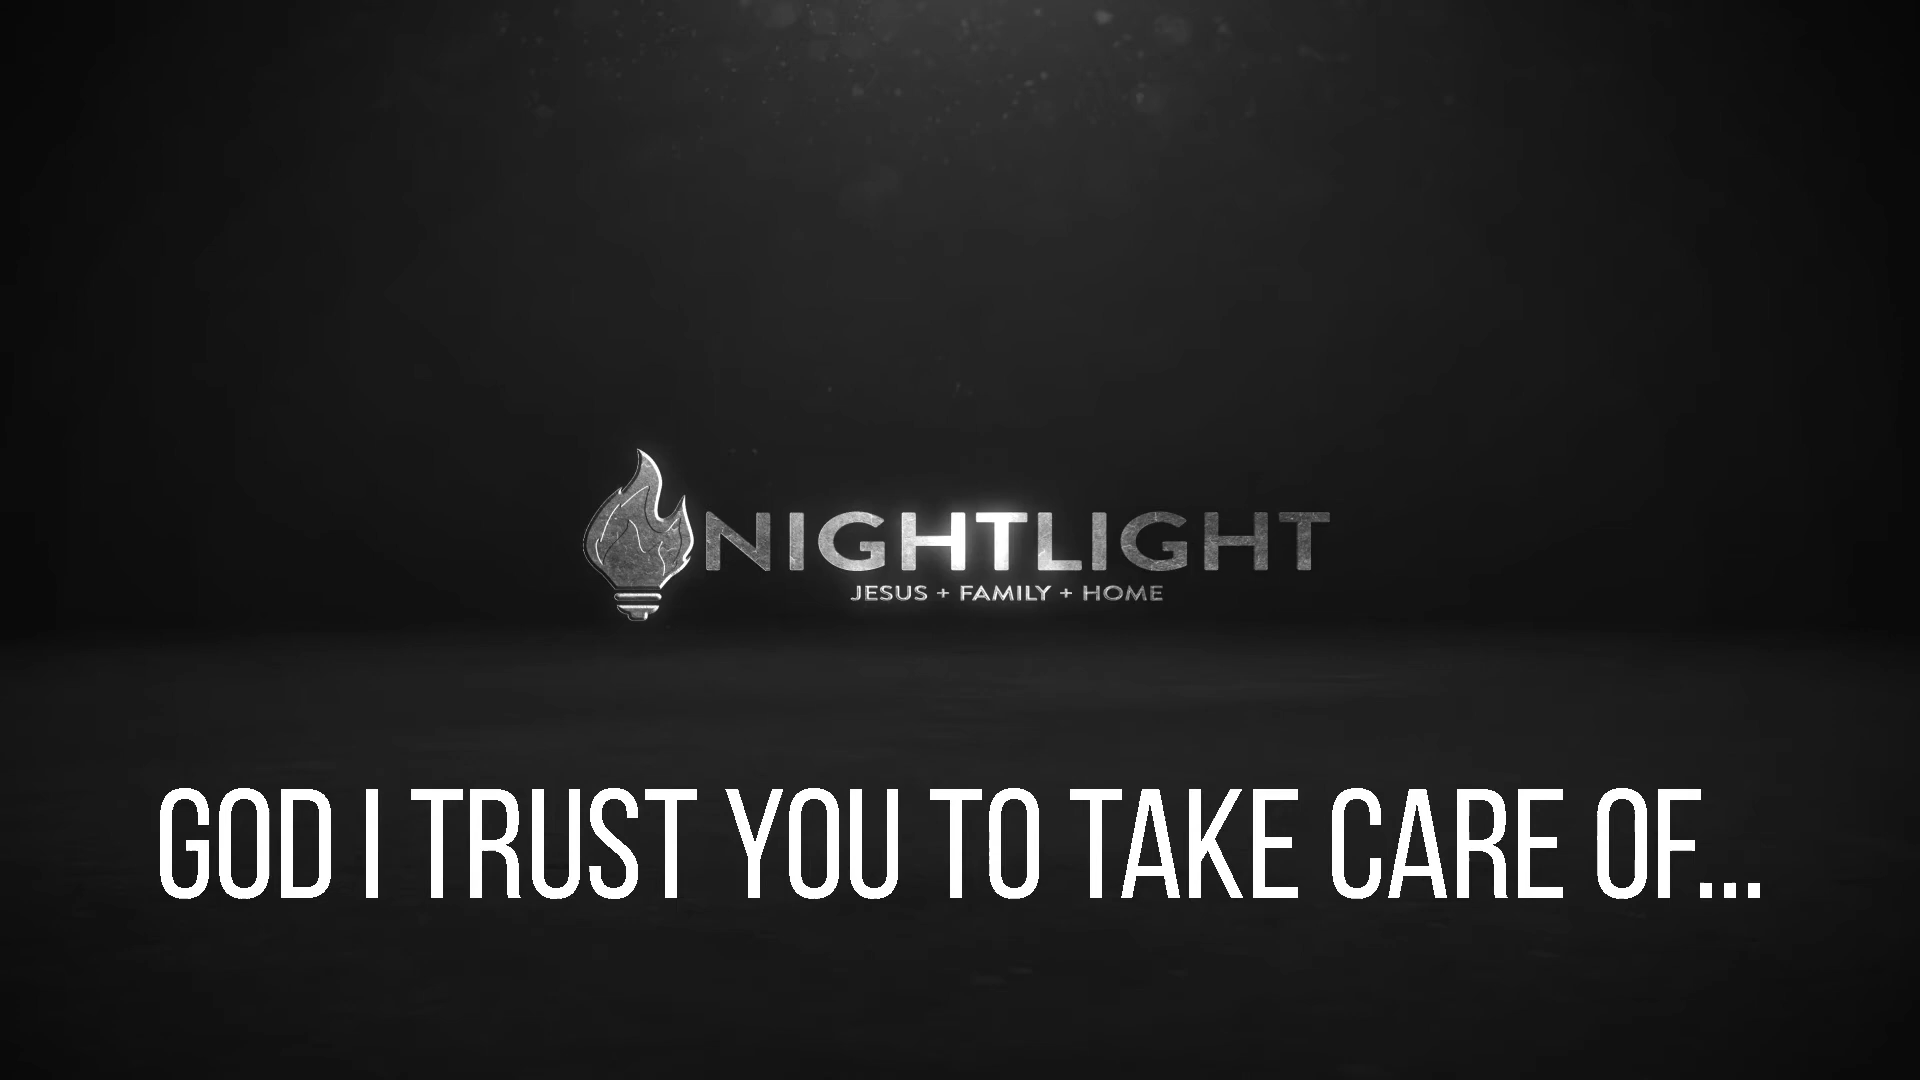 NIGHTLIGHT
JESUS + FAMILY + HOME
GOD I TRUST YOU TO TAKE CARE OF...